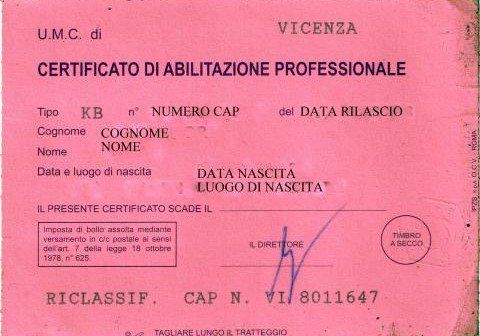 U.M.C. di VICENZA
CERTIFICATO DI ABILITAZIONE PROFESSIONALE
Tipo KB n° NUMERO CAP del DATA RILASCIO
Cognome COGNOME
Nome NOME
Data e luogo di nascita DATA NASCITA
LUOGO DI NASCITA
IL PRESENTE CERTIFICATO SCADE IL
Imposta di bollo assolta mediante
versamento in c/c postale ai sensi
dell'art. 7 della legge 18 ottobre
1978, n° 625.
IL DIRETTORE
TIMBRO
A SECCO
RICLASSIF. CAP N. VI 8011647
TAGLIARE LUNGO IL TRATTEGGIO
IPZS S.p.A. O.C.V. ROMA